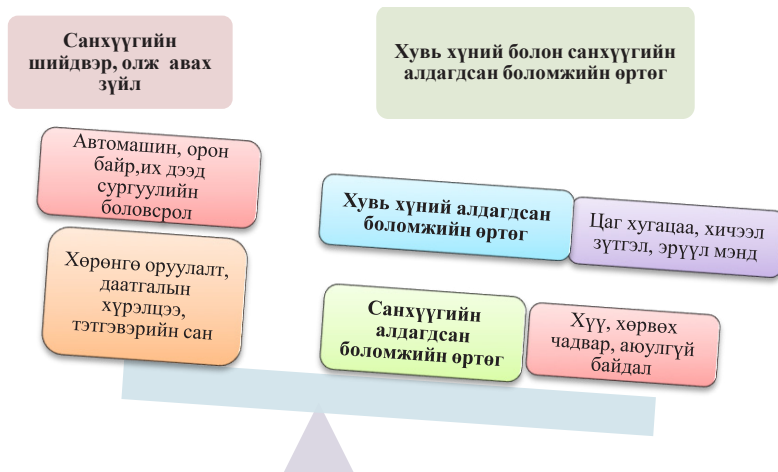 Санхүүгийн
шийдвэр, олж авах
зүйл
Хувь хүний болон санхүүгийн
алдагдсан боломжийн өртөг
Автомашин, орон
байр,их дээд
сургуулийн
боловсрол
Хөрөнгө оруулалт,
даатгалын
хүрэлцээ,
тэтгэвэрийн сан
Хувь хүний алдагдсан
боломжийн өртөг
Цаг хугацаа, хичээл
зүтгэл, эрүүл мэнд
Санхүүгийн
алдагдсан
боломжийн өртөг
Хүү, хөрвөх
чадвар, аюулгүй
байдал